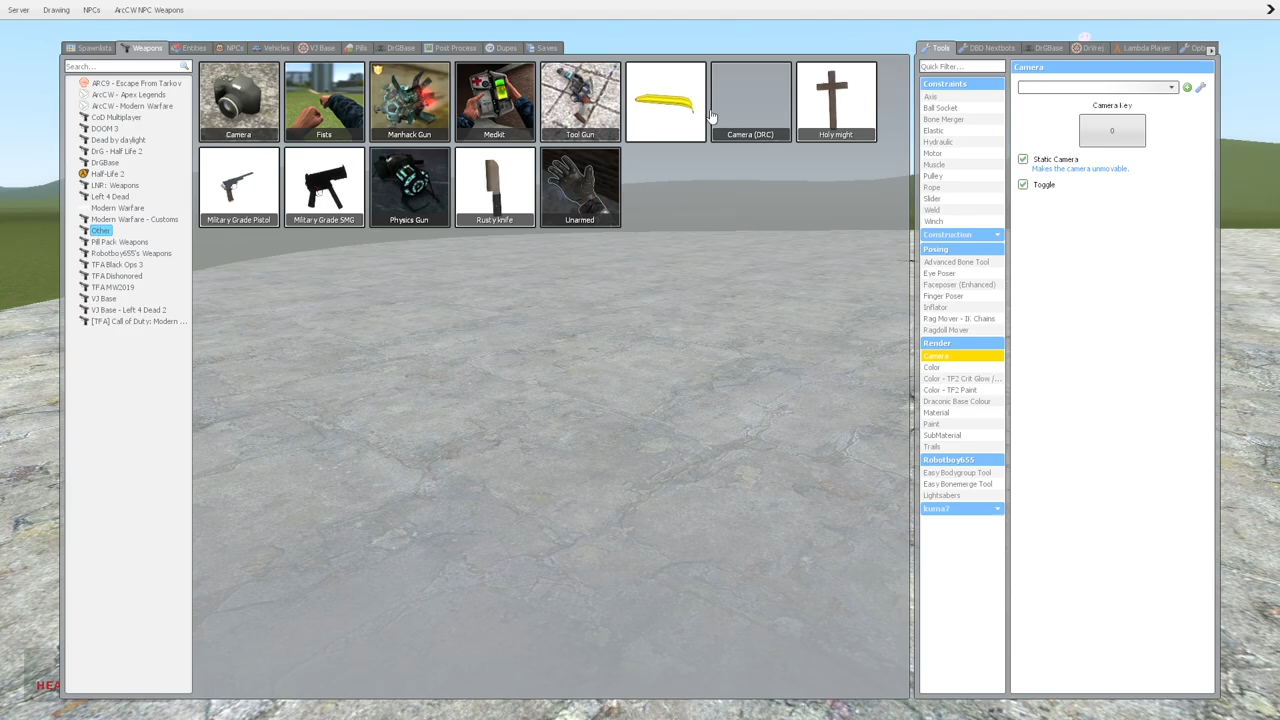 Server Drawing NPCs ArcCW NPC Weapons
Spawnlists Weapons Entities NPCs Vehicles VJ Base Pills DrGBase Post Process Dupes Saves
Search...
ARC9 - Escape From Tarkov
ArcCW - Apex Legends
ArcCW - Modern Warfare
CoD Multiplayer
DOOM 3
Dead by daylight
DrG - Half Life 2
DrGBase
Half-Life 2
LNR: Weapons
Left 4 Dead
Modern Warfare
Modern Warfare - Customs
Other
Pill Pack Weapons
Robotboy655's Weapons
TFA Black Ops 3
TFA Dishonored
TFA MW2019
VJ Base
VJ Base - Left 4 Dead 2
[TFA] Call of Duty: Modern ...
Camera Fists Manhack Gun Medkit Tool Gun Camera (DRC) Holy might
Military Grade Pistol Military Grade SMG Physics Gun Rusty knife Unarmed
Tools DBD Nextbots DrGBase Lambda Player
Quick Filter...
Constraints
Axis
Ball Socket
Bone Merger
Elastic
Hydraulic
Motor
Muscle
Pulley
Rope
Slider
Weld
Winch
Construction
Posing
Advanced Bone Tool
Eye Poser
Faceposer (Enhanced)
Finger Poser
Inflator
Rag Mover - IK Chains
Ragdoll Mover
Render
Camera
Color
Color - TF2 Crit Glow /...
Color - TF2 Paint
Draconic Base Colour
Material
Paint
SubMaterial
Trails
Robotboy655
Easy Bodygroup Tool
Easy Bonemerge Tool
Lightsabers
kuma7
Camera
Camera Key
0
Static Camera
Makes the camera unmovable.
Toggle